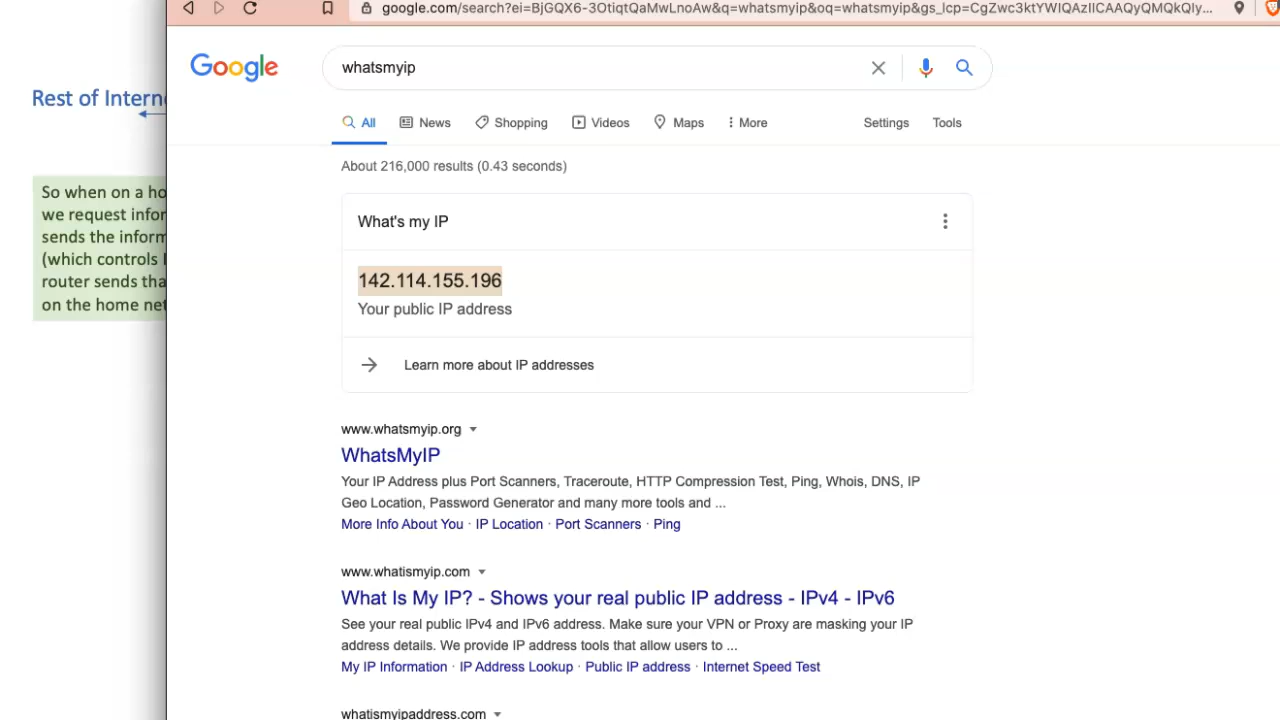 google.com/search?ei=BjGQX6-3OtiqtQaMwLnoAw&q=whatsmyip&oq=whatsmyip&gs_lcp=CgZwc3ktYWIQAzIICAAQyQMQkQIy...
Google
whatsmyip
All News Shopping Videos Maps More Settings Tools
About 216,000 results (0.43 seconds)
What's my IP
142.114.155.196
Your public IP address
Learn more about IP addresses
www.whatsmyip.org
WhatsMyIP
Your IP Address plus Port Scanners, Traceroute, HTTP Compression Test, Ping, Whois, DNS, IP
Geo Location, Password Generator and many more tools and ...
More Info About You · IP Location · Port Scanners · Ping
www.whatismyip.com
What Is My IP? - Shows your real public IP address - IPv4 - IPv6
See your real public IPv4 and IPv6 address. Make sure your VPN or Proxy are masking your IP
address details. We provide IP address tools that allow users to ...
My IP Information · IP Address Lookup · Public IP address · Internet Speed Test
whatismyipaddress.com
Rest of Intern
So when on a ho
we request infor
sends the inform
(which controls
router sends tha
on the home net